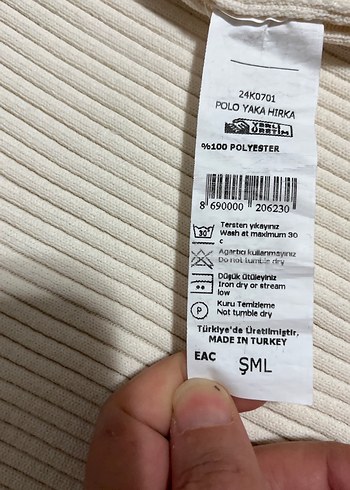 24K0701
POLO YAKA HIRKA
YERLİ
ÜRETİM
%100 POLYESTER
8 690000 206230
30° Tersten yıkayınız
Wash at maximum 30
c
Ağartıcı kullanmayınız
Do not tumble dry
Düşük ütüleyiniz
Iron dry or stream
low
P Kuru Temizleme
Not tumble dry
Türkiye'de Üretilmiştir,
MADE IN TURKEY
EAC ŞML